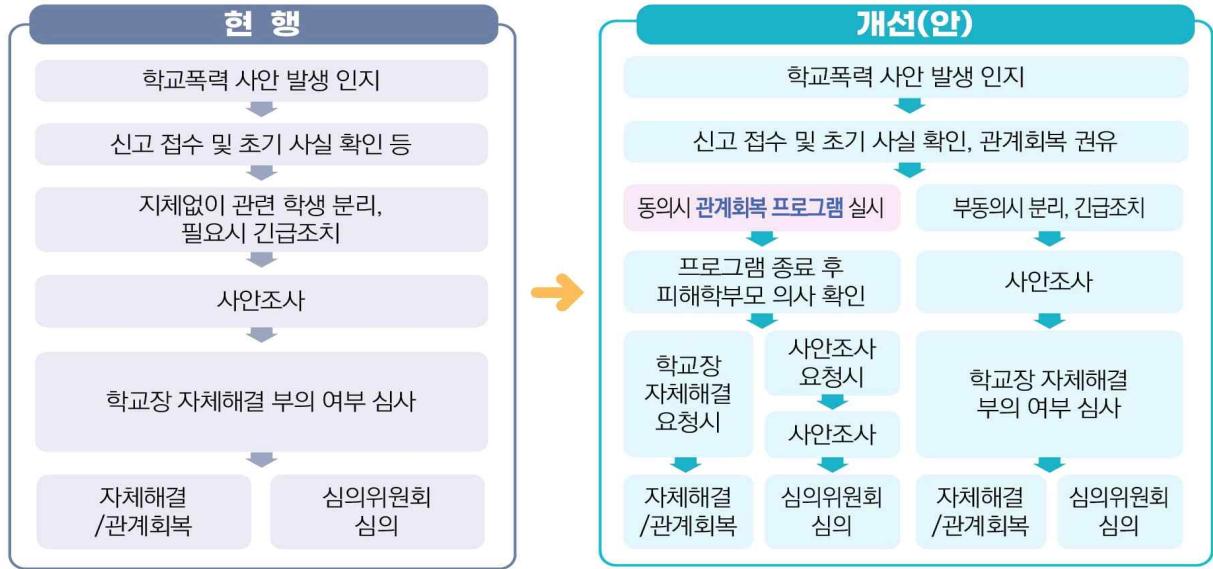 현 행
학교폭력 사안 발생 인지
신고 접수 및 초기 사실 확인 등
지체없이 관련 학생 분리,
필요시 긴급조치
사안조사
학교장 자체해결 부의 여부 심사
자체해결
/관계회복
심의위원회
심의
개선(안)
학교폭력 사안 발생 인지
신고 접수 및 초기 사실 확인, 관계회복 권유
동의시 관계회복 프로그램 실시
프로그램 종료 후
피해학부모 의사 확인
학교장
자체해결
요청시
자체해결
/관계회복
사안조사
요청시
사안조사
심의위원회
심의
부동의시 분리, 긴급조치
사안조사
학교장 자체해결
부의 여부 심사
자체해결
/관계회복
심의위원회
심의